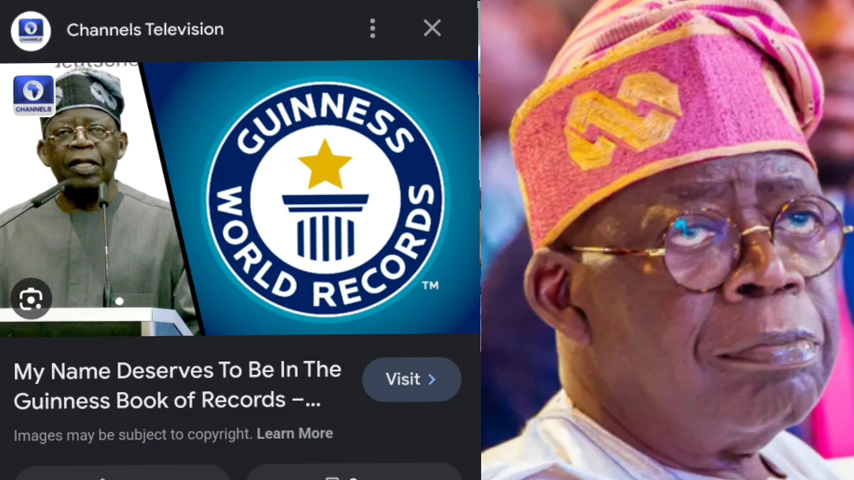 Channels Television
CHANNELS
GUINNESS
WORLD RECORDS
TM
My Name Deserves To Be In The
Guinness Book of Records –...
Visit >
Images may be subject to copyright. Learn More